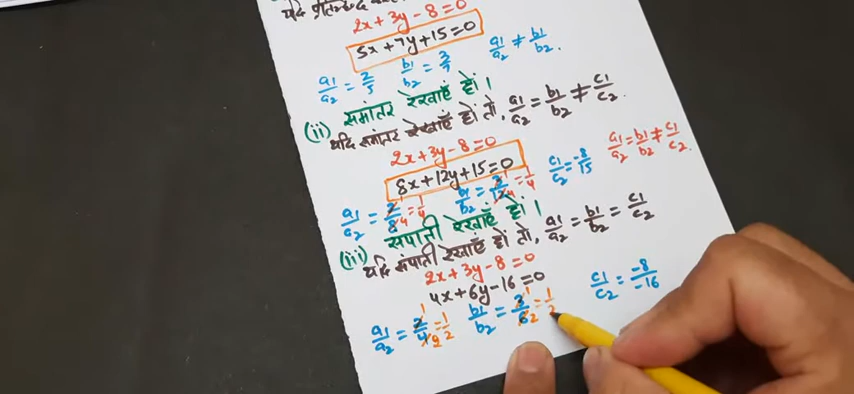 यदि
2x + 3y - 8 = 0
5x + 7y + 15 = 0
a1/a2 = 2/5 b1/b2 = 3/7 a1/a2 ≠ b1/b2.
(ii) समांतर रेखाएँ हों।
यदि समांतर रेखाएँ हों तो, a1/a2 = b1/b2 ≠ c1/c2.
2x + 3y - 8 = 0
8x + 12y + 15 = 0
a1/a2 = 2/8 = 1/4 b1/b2 = 3/12 = 1/4 c1/c2 = -8/15 a1/a2 = b1/b2 ≠ c1/c2.
(iii) संपाती रेखाएँ हों।
यदि संपाती रेखाएँ हों तो, a1/a2 = b1/b2 = c1/c2
2x + 3y - 8 = 0
4x + 6y - 16 = 0
a1/a2 = 2/4 = 1/2 b1/b2 = 3/6 = 1/2 c1/c2 = -8/-16